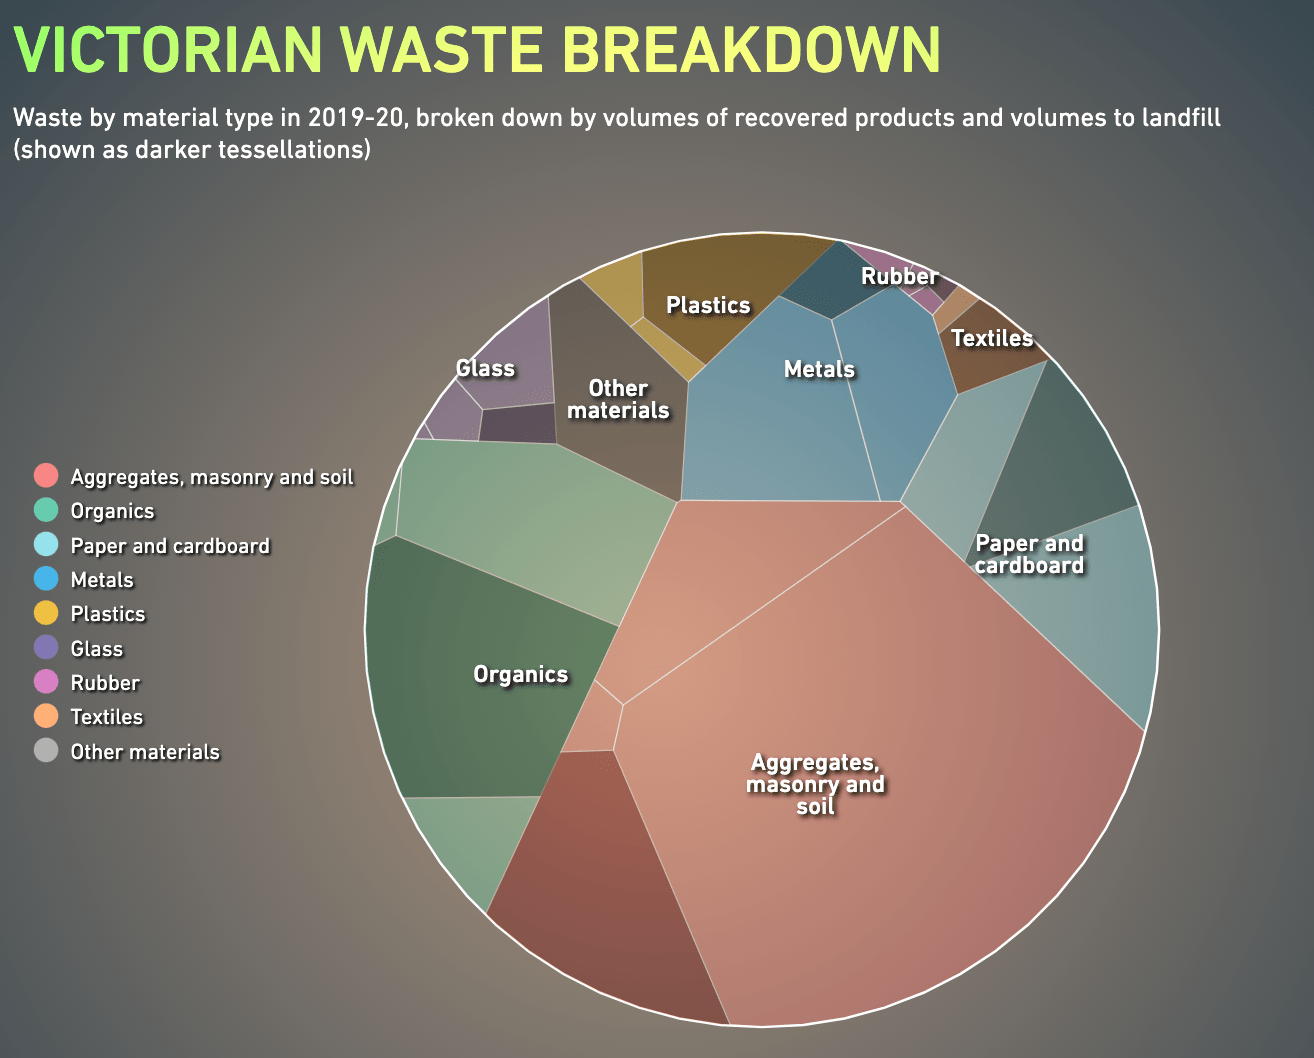 VICTORIAN WASTE BREAKDOWN
Waste by material type in 2019-20, broken down by volumes of recovered products and volumes to landfill
(shown as darker tessellations)
Rubber
Plastics
Textiles
Glass
Metals
Other
materials
Aggregates, masonry and soil
Organics
Paper and cardboard
Metals
Plastics
Glass
Rubber
Textiles
Other materials
Paper and
cardboard
Organics
Aggregates,
masonry and
soil